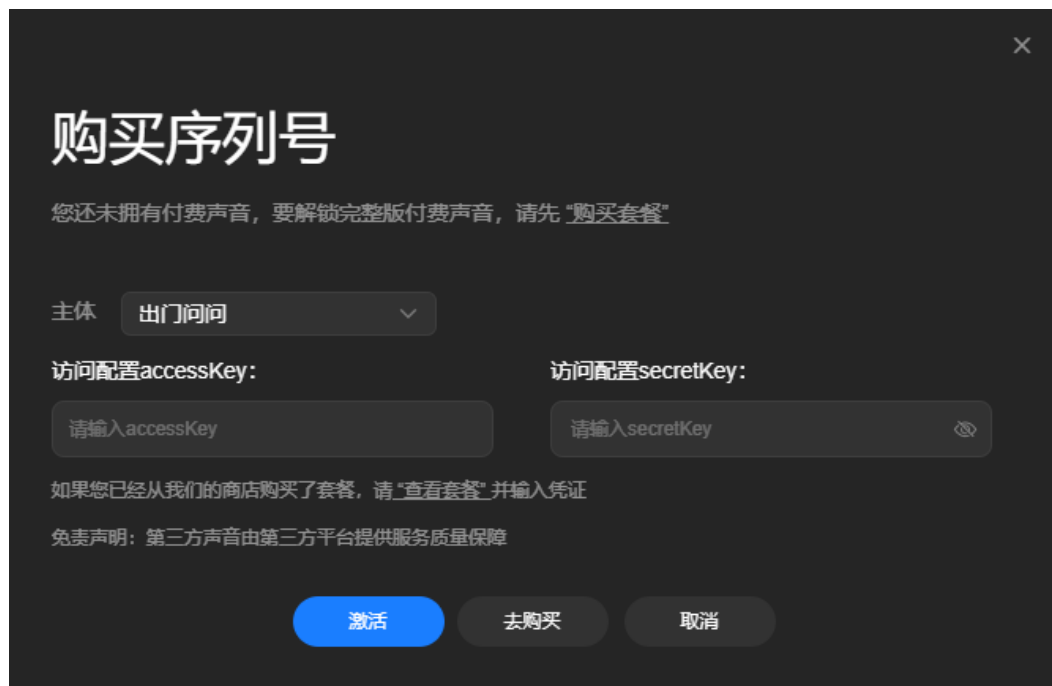 购买序列号
您还未拥有付费声音，要解锁完整版付费声音，请先 “购买套餐”
主体 出门问问
访问配置accessKey： 访问配置secretKey：
请输入accessKey 请输入secretKey
如果您已经从我们的商店购买了套餐，请 “查看套餐” 并输入凭证
免责声明：第三方声音由第三方平台提供服务质量保障
激活 去购买 取消